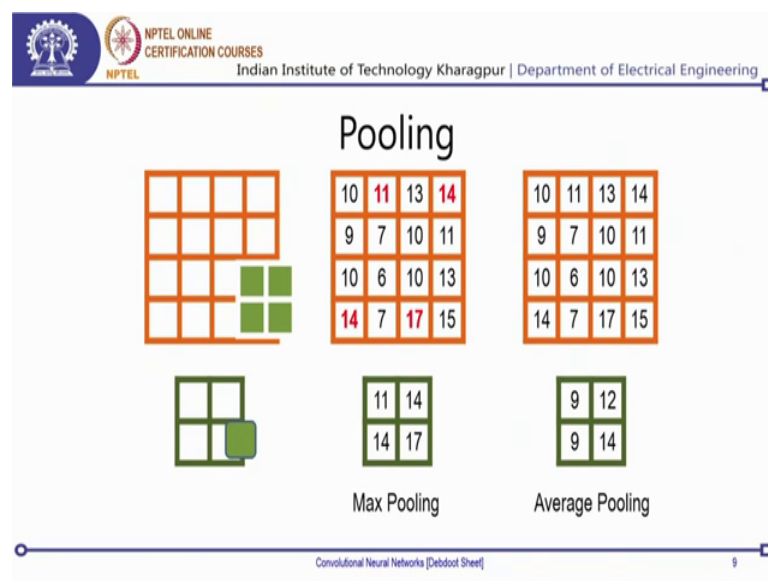 NPTEL ONLINE
CERTIFICATION COURSES
NPTEL
Indian Institute of Technology Kharagpur | Department of Electrical Engineering
Pooling
10 11 13 14
9 7 10 11
10 6 10 13
14 7 17 15
10 11 13 14
9 7 10 11
10 6 10 13
14 7 17 15
11 14
14 17
9 12
9 14
Max Pooling
Average Pooling
Convolutional Neural Networks [Debdoot Sheet]
9